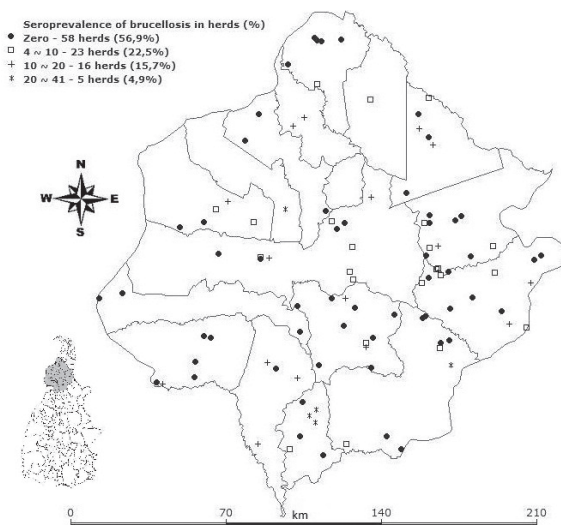 Seroprevalence of brucellosis in herds (%)
Zero - 58 herds (56,9%)
4 ~ 10 - 23 herds (22,5%)
10 ~ 20 - 16 herds (15,7%)
20 ~ 41 - 5 herds (4,9%)
N
W E
S
0 70 km 140 210